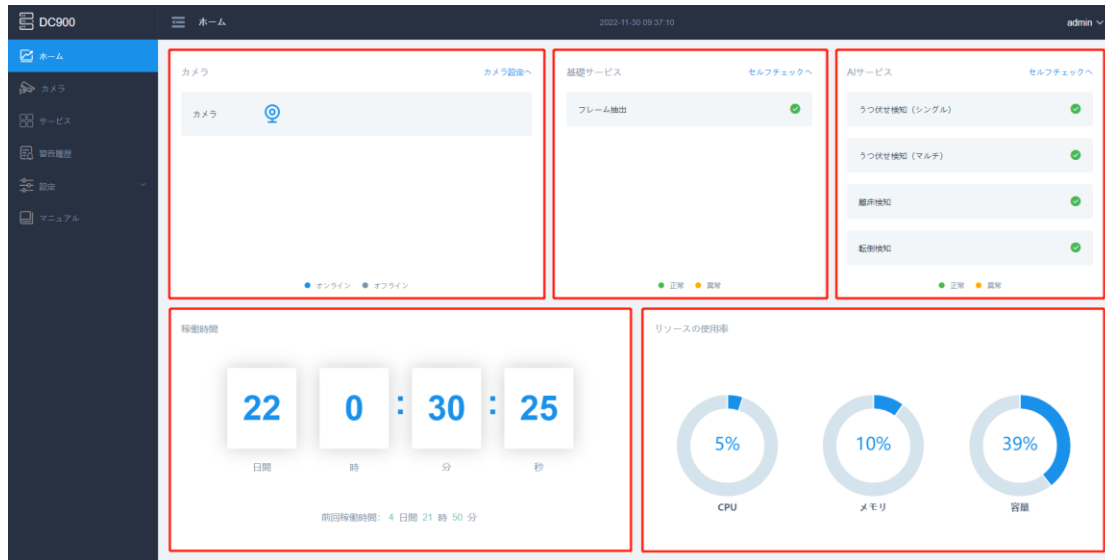 DC900
ホーム
2022-11-30 09:37:10
admin
ホーム
カメラ
サービス
警告履歴
設定
マニュアル
カメラ
カメラ設定へ
カメラ
オンライン オフライン
基礎サービス
セルフチェックへ
フレーム抽出
正常 異常
AIサービス
セルフチェックへ
うつ伏せ検知（シングル）
うつ伏せ検知（マルチ）
離床検知
転倒検知
正常 異常
稼働時間
22 0 : 30 : 25
日間 時 分 秒
前回稼働時間: 4 日間 21 時 50 分
リソースの使用率
5% 10% 39%
CPU メモリ 容量